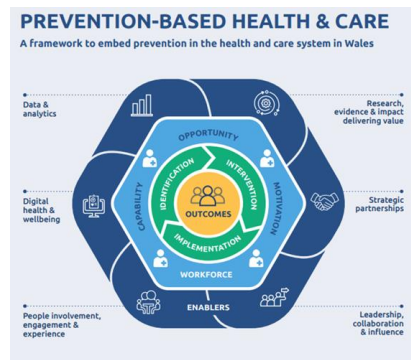 PREVENTION-BASED HEALTH & CARE
A framework to embed prevention in the health and care system in Wales
Data &
analytics
Research,
evidence & impact
delivering value
OPPORTUNITY
CAPABILITY
MOTIVATION
IDENTIFICATION
INTERVENTION
OUTCOMES
IMPLEMENTATION
Digital
health &
wellbeing
Strategic
partnerships
WORKFORCE
ENABLERS
People involvement,
engagement &
experience
Leadership,
collaboration
& influence